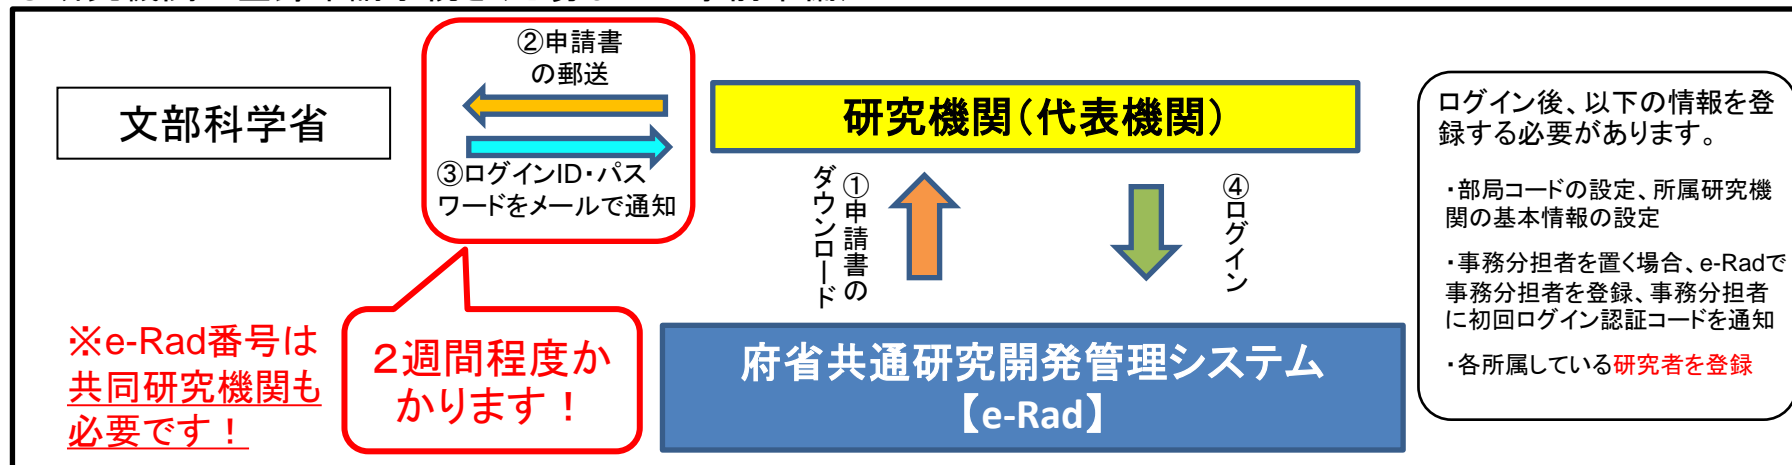 ②申請書
の郵送
文部科学省
研究機関（代表機関）
③ログインID・パス
ワードをメールで通知
①申請書の
ダウンロード
④ログイン
※e-Rad番号は
共同研究機関も
必要です！
２週間程度か
かります！
府省共通研究開発管理システム
【e-Rad】
ログイン後、以下の情報を登
録する必要があります。
・部局コードの設定、所属研究機
関の基本情報の設定
・事務分担者を置く場合、e-Radで
事務分担者を登録、事務分担者
に初回ログイン認証コードを通知
・各所属している研究者を登録